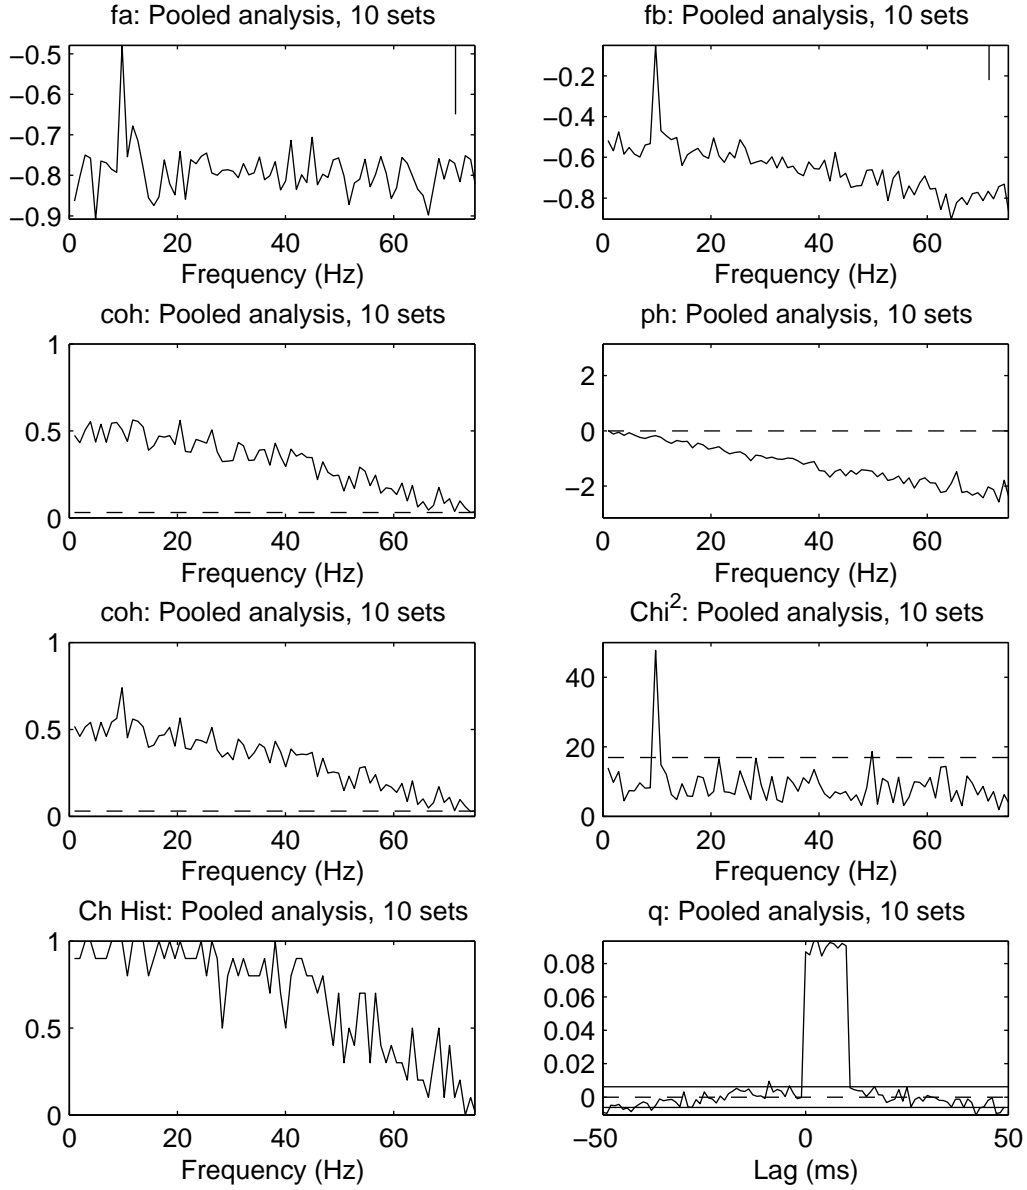 fa: Pooled analysis, 10 sets
fb: Pooled analysis, 10 sets
−0.5
−0.6
−0.7
−0.8
−0.9
0 20 40 60
Frequency (Hz)
−0.2
−0.4
−0.6
−0.8
0 20 40 60
Frequency (Hz)
coh: Pooled analysis, 10 sets
ph: Pooled analysis, 10 sets
1
0.5
0
0 20 40 60
Frequency (Hz)
2
0
−2
0 20 40 60
Frequency (Hz)
coh: Pooled analysis, 10 sets
Chi²: Pooled analysis, 10 sets
1
0.5
0
0 20 40 60
Frequency (Hz)
40
20
0
0 20 40 60
Frequency (Hz)
Ch Hist: Pooled analysis, 10 sets
q: Pooled analysis, 10 sets
1
0.5
0
0 20 40 60
Frequency (Hz)
0.08
0.06
0.04
0.02
0
−50 0 50
Lag (ms)